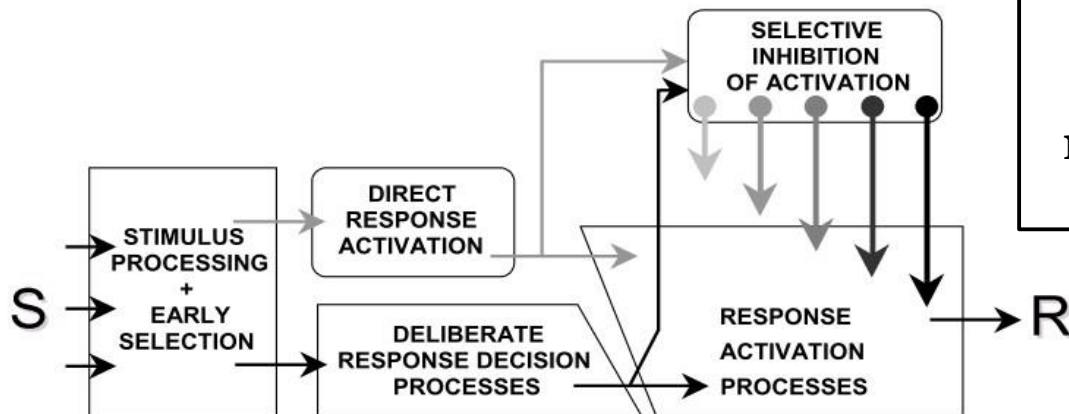 SELECTIVE
INHIBITION
OF ACTIVATION
DIRECT
RESPONSE
ACTIVATION
STIMULUS
PROCESSING
+
EARLY
SELECTION
S
DELIBERATE
RESPONSE DECISION
PROCESSES
RESPONSE
ACTIVATION
PROCESSES
R